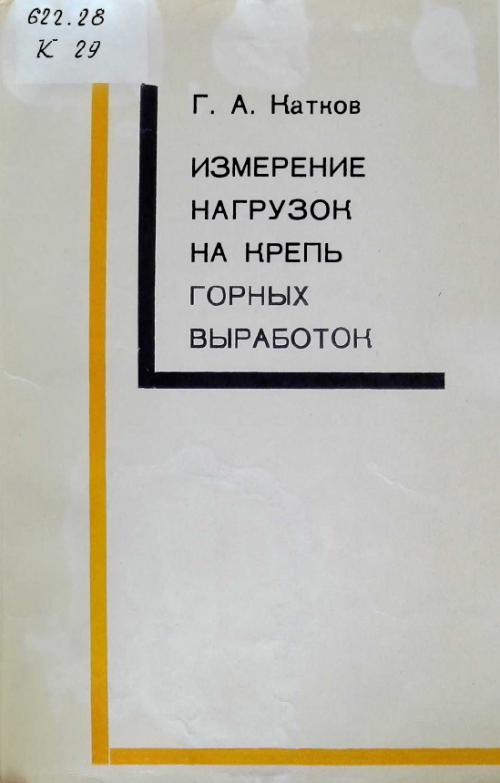 622.28
К 29
Г. А. Катков
ИЗМЕРЕНИЕ
НАГРУЗОК
НА КРЕПЬ
ГОРНЫХ
ВЫРАБОТОК